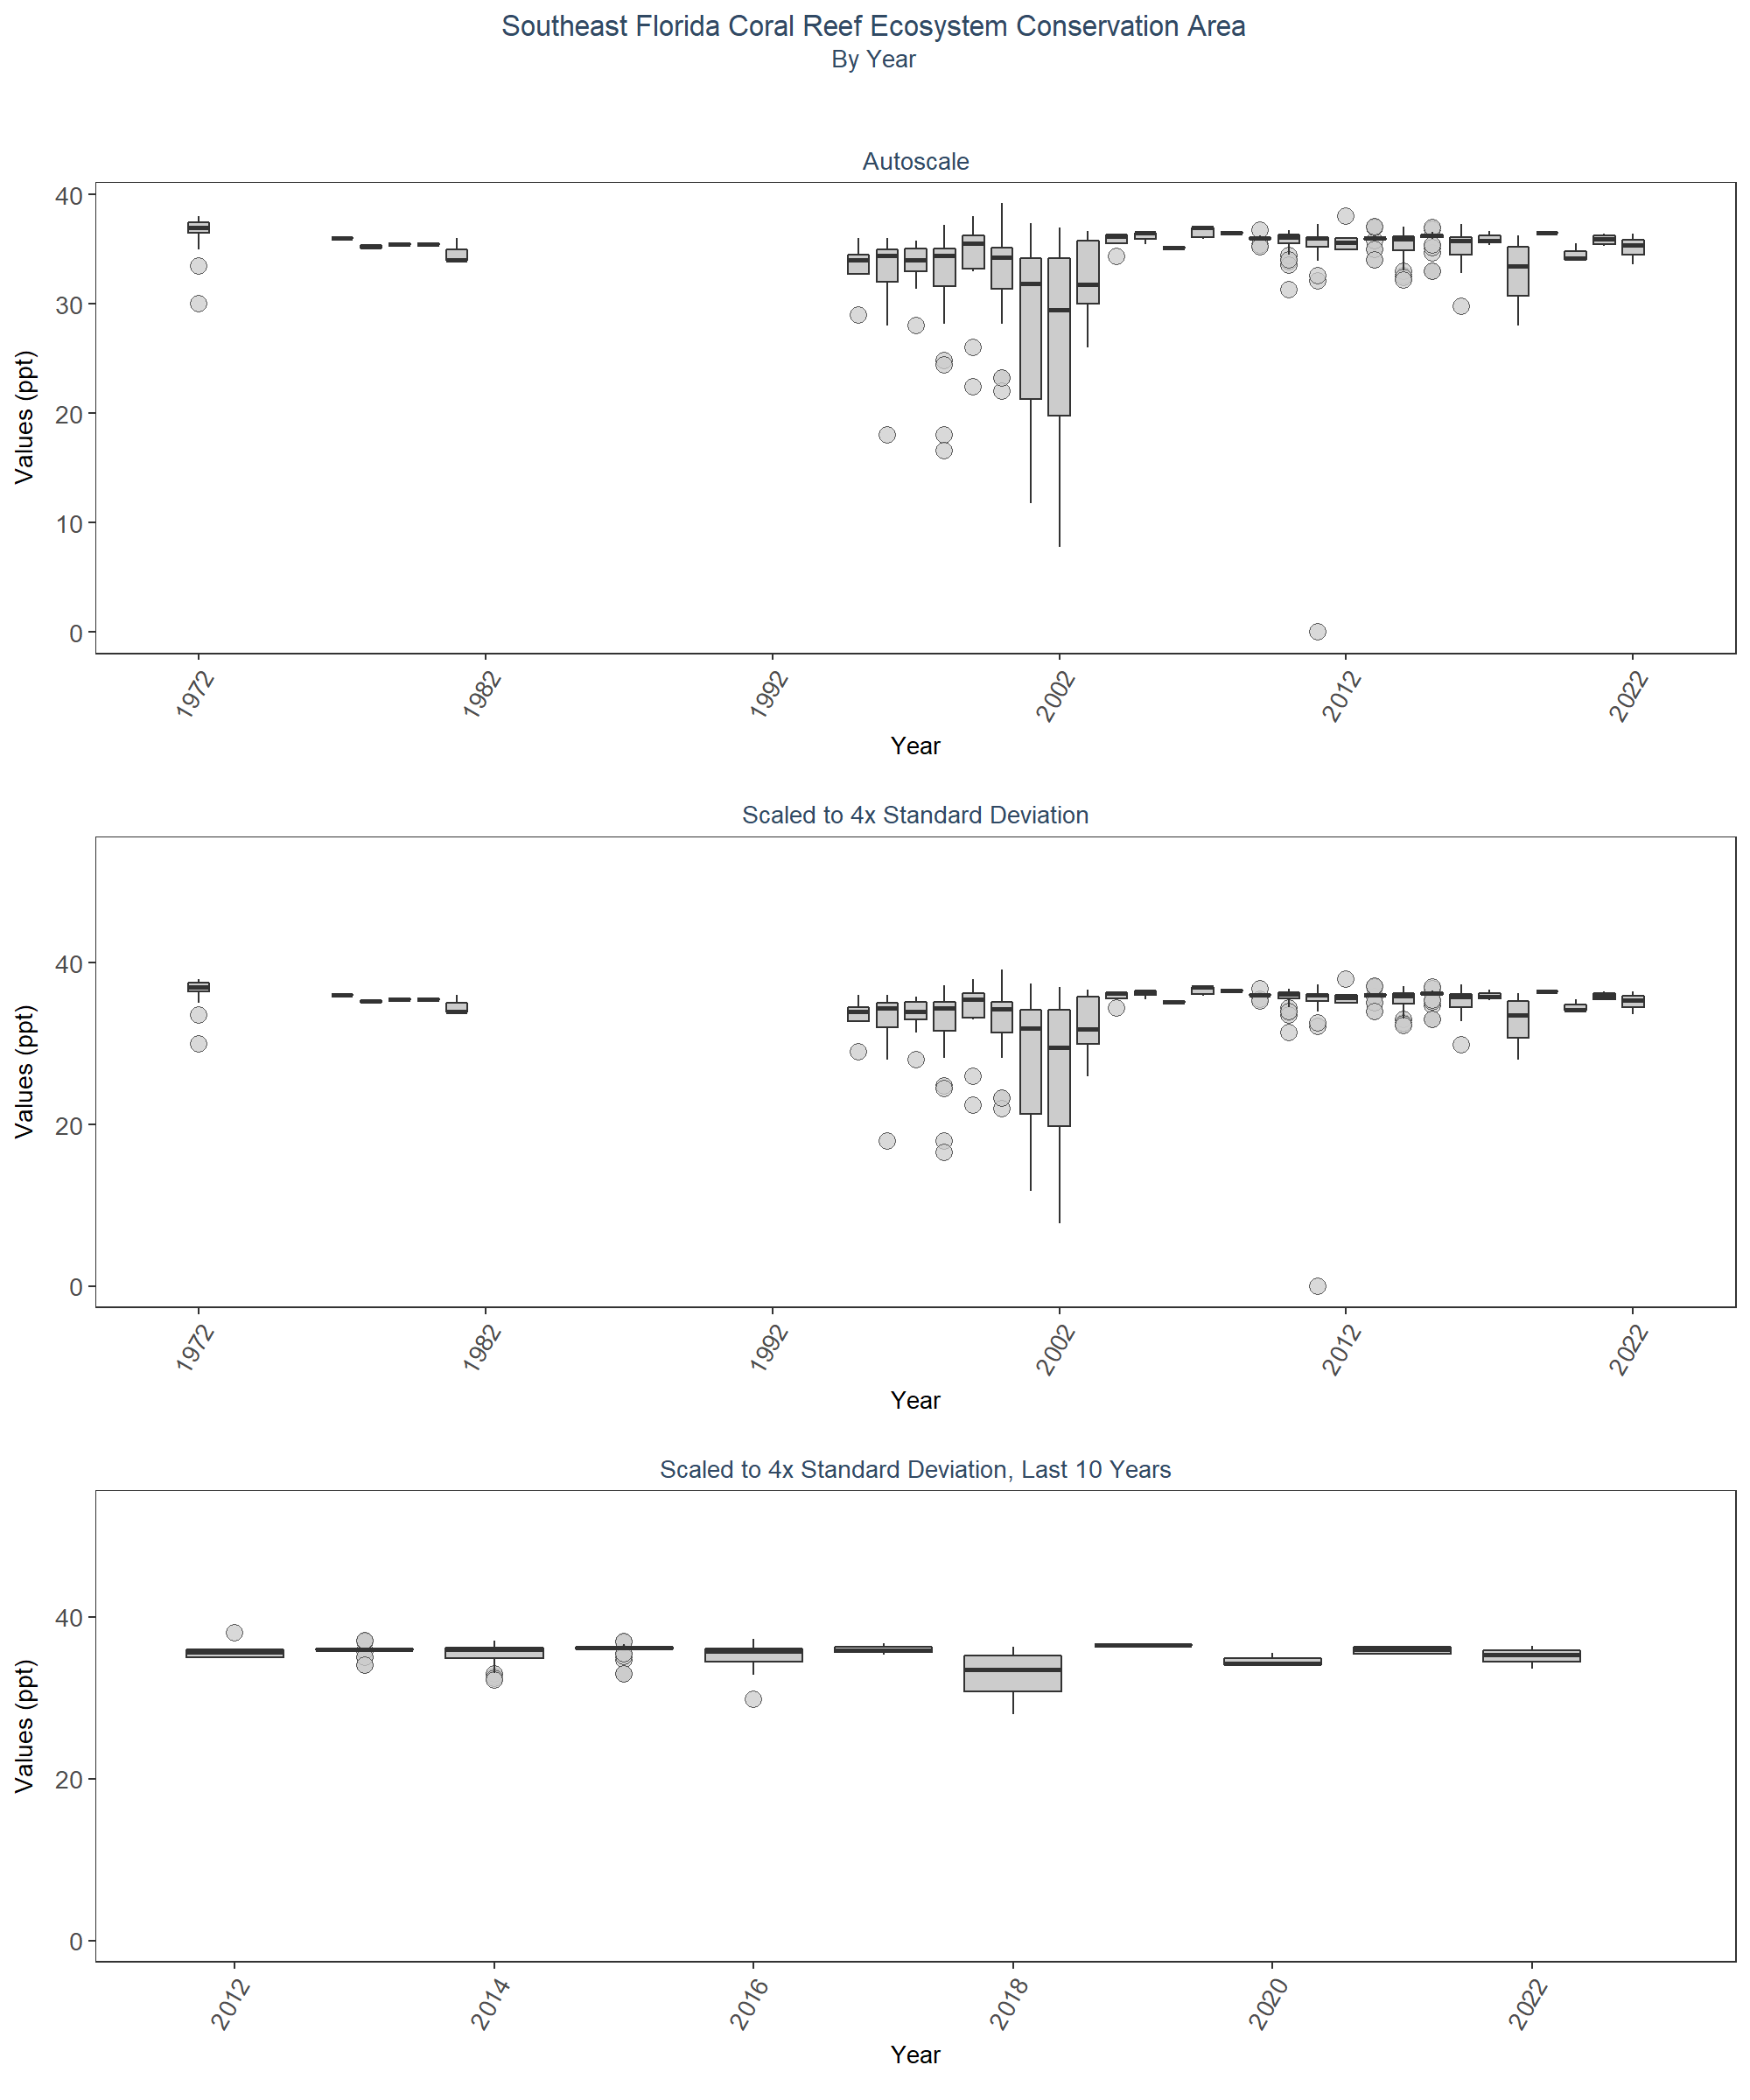 Southeast Florida Coral Reef Ecosystem Conservation Area
By Year
Autoscale
40
30
20
10
0
Values (ppt)
1972 1982 1992 2002 2012 2022
Year
Scaled to 4x Standard Deviation
40
20
0
Values (ppt)
1972 1982 1992 2002 2012 2022
Year
Scaled to 4x Standard Deviation, Last 10 Years
40
20
0
Values (ppt)
2012 2014 2016 2018 2020 2022
Year